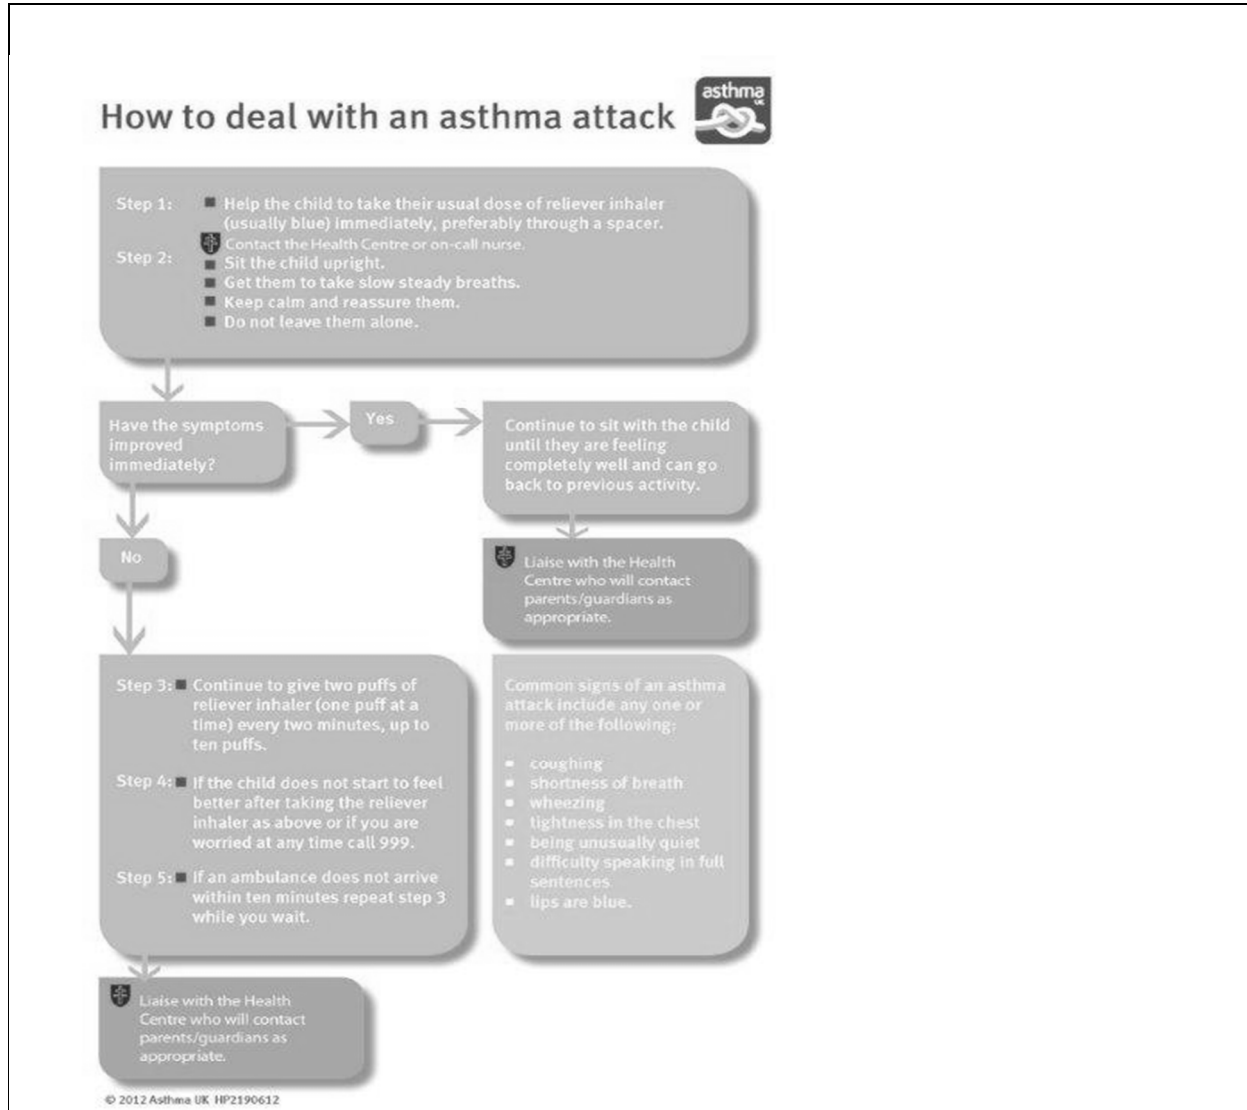 How to deal with an asthma attack
asthma
UK
Step 1:
■ Help the child to take their usual dose of reliever inhaler
(usually blue) immediately, preferably through a spacer.
Contact the Health Centre or on-call nurse.
Step 2:
■ Sit the child upright.
■ Get them to take slow steady breaths.
■ Keep calm and reassure them.
■ Do not leave them alone.
Have the symptoms
improved
immediately?
Yes
Continue to sit with the child
until they are feeling
completely well and can go
back to previous activity.
No
Liaise with the Health
Centre who will contact
parents/guardians as
appropriate.
Step 3: ■ Continue to give two puffs of
reliever inhaler (one puff at a
time) every two minutes, up to
ten puffs.
Step 4: ■ If the child does not start to feel
better after taking the reliever
inhaler as above or if you are
worried at any time call 999.
Step 5: ■ If an ambulance does not arrive
within ten minutes repeat step 3
while you wait.
Common signs of an asthma
attack include any one or
more of the following:
▪ coughing
▪ shortness of breath
▪ wheezing
▪ tightness in the chest
▪ being unusually quiet
▪ difficulty speaking in full
sentences
▪ lips are blue.
Liaise with the Health
Centre who will contact
parents/guardians as
appropriate.
© 2012 Asthma UK HP2190612